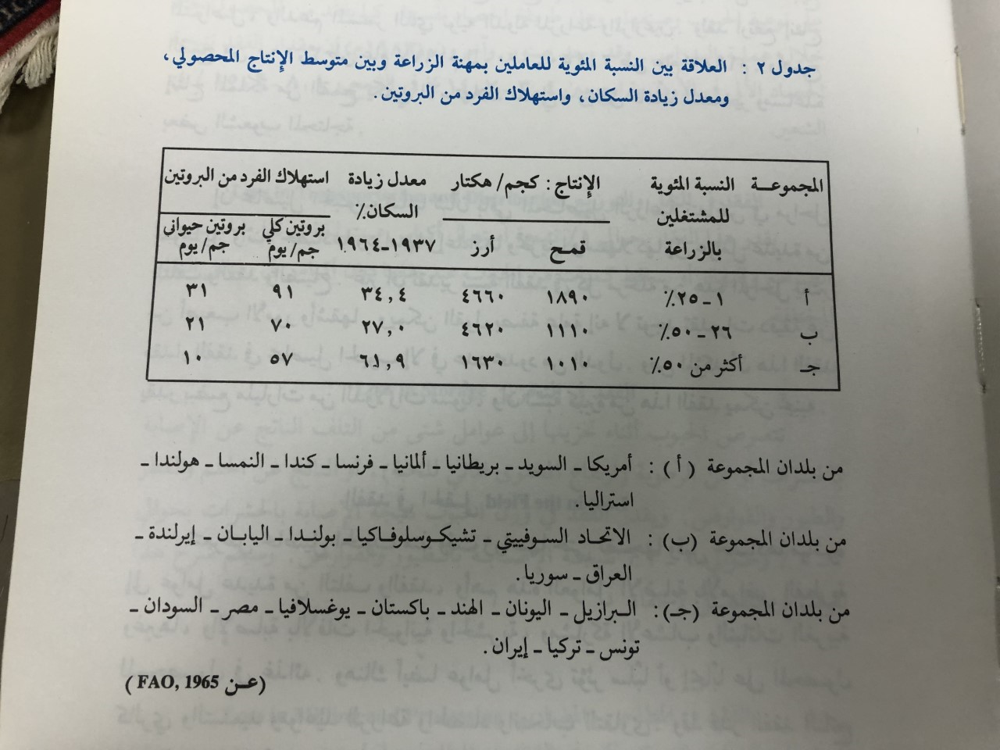 جدول ٢ : العلاقة بين النسبة المئوية للعاملين بمهنة الزراعة وبين متوسط الإنتاج المحصولي،
ومعدل زيادة السكان، واستهلاك الفرد من البروتين.
المجموعـــة النسبة المئوية الإنتاج: كجم/ هكتار معدل زيادة استهلاك الفرد من البروتين
للمشتغلين السكان٪
بالزراعة قمـح أرز ١٩٣٧-١٩٦٤ بروتين كلي بروتين حيواني
جم/ يوم جم/ يوم
أ ١-٢٥٪ ١٨٩٠ ٤٦٦٠ ٣٤,٤ ٩١ ٣١
ب ٢٦-٥٠٪ ١١١٠ ٤٦٢٠ ٢٧,٠ ٧٠ ٢١
جـ أكثر من ٥٠٪ ١٠١٠ ١٦٣٠ ٦١,٩ ٥٧ ١٠
من بلدان المجموعة (أ) : أمريكا ـ السويد ـ بريطانيا ـ ألمانيا ـ فرنسا ـ كندا ـ النمسا ـ هولندا ـ
استراليا.
من بلدان المجموعة (ب) : الاتحاد السوفييتي ـ تشيكوسلوفاكيا ـ بولندا ـ اليابان ـ إيرلندة ـ
العراق ـ سوريا.
من بلدان المجموعة (جـ) : البرازيل ـ اليونان ـ الهند ـ باكستان ـ يوغسلافيا ـ مصر ـ السودان ـ
تونس ـ تركيا ـ إيران.
(عـن FAO, 1965)